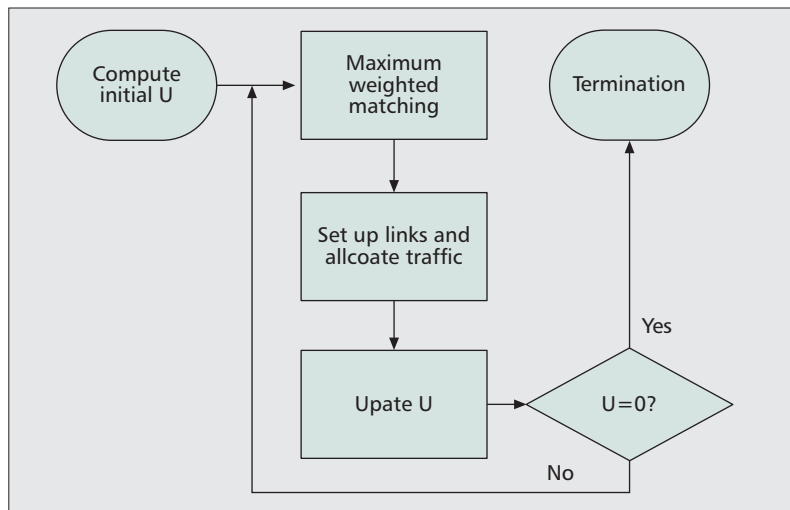 Compute
initial U
Maximum
weighted
matching
Termination
Set up links and
allcoate traffic
Upate U
U=0?
Yes
No